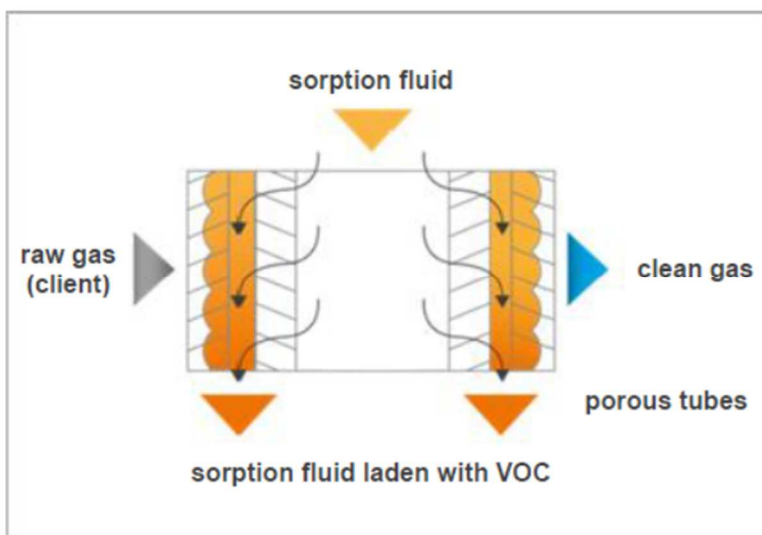 sorption fluid
raw gas
(client)
clean gas
porous tubes
sorption fluid laden with VOC